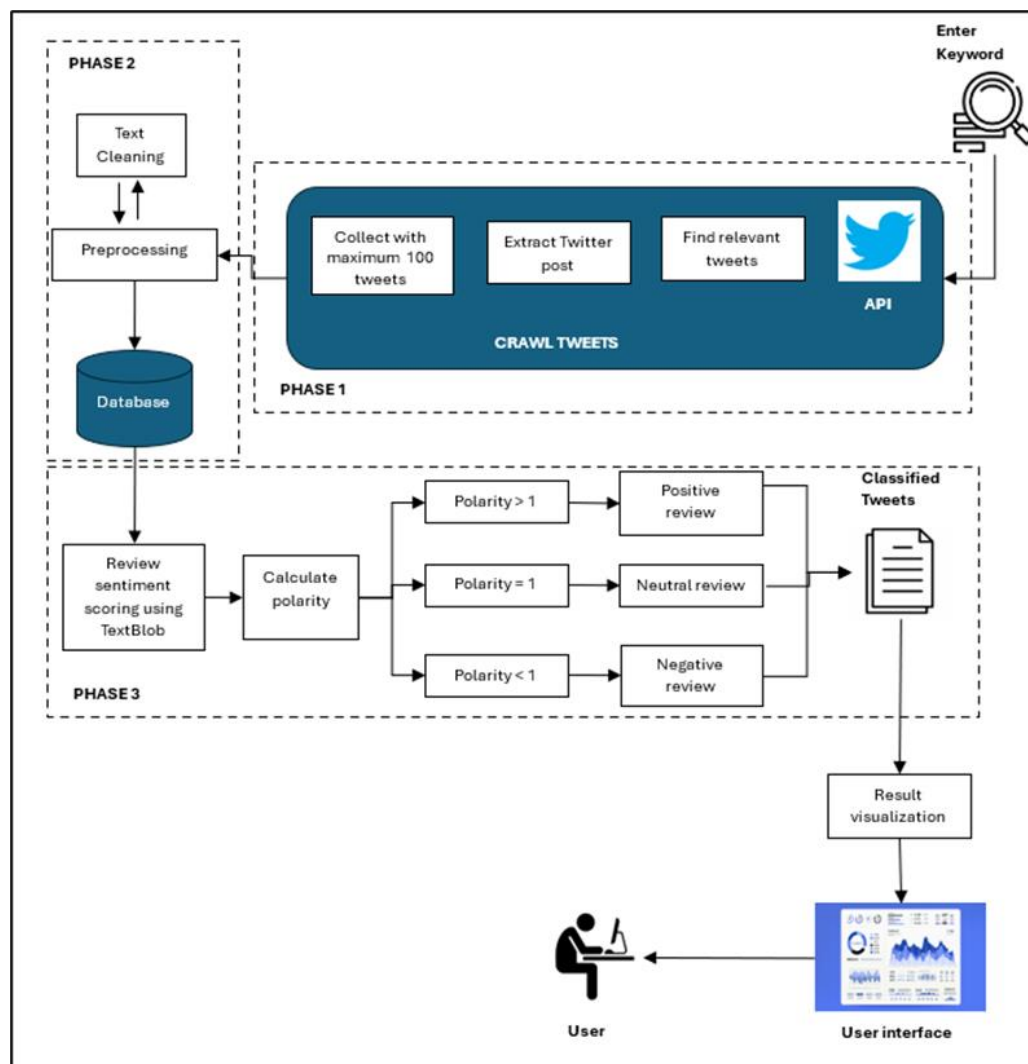 Enter
Keyword
PHASE 2
Text
Cleaning
Preprocessing
Database
Collect with
maximum 100
tweets
Extract Twitter
post
Find relevant
tweets
API
CRAWL TWEETS
PHASE 1
Review
sentiment
scoring using
TextBlob
Calculate
polarity
Polarity > 1
Positive
review
Polarity = 1
Neutral review
Polarity < 1
Negative
review
Classified
Tweets
PHASE 3
Result
visualization
User interface
User